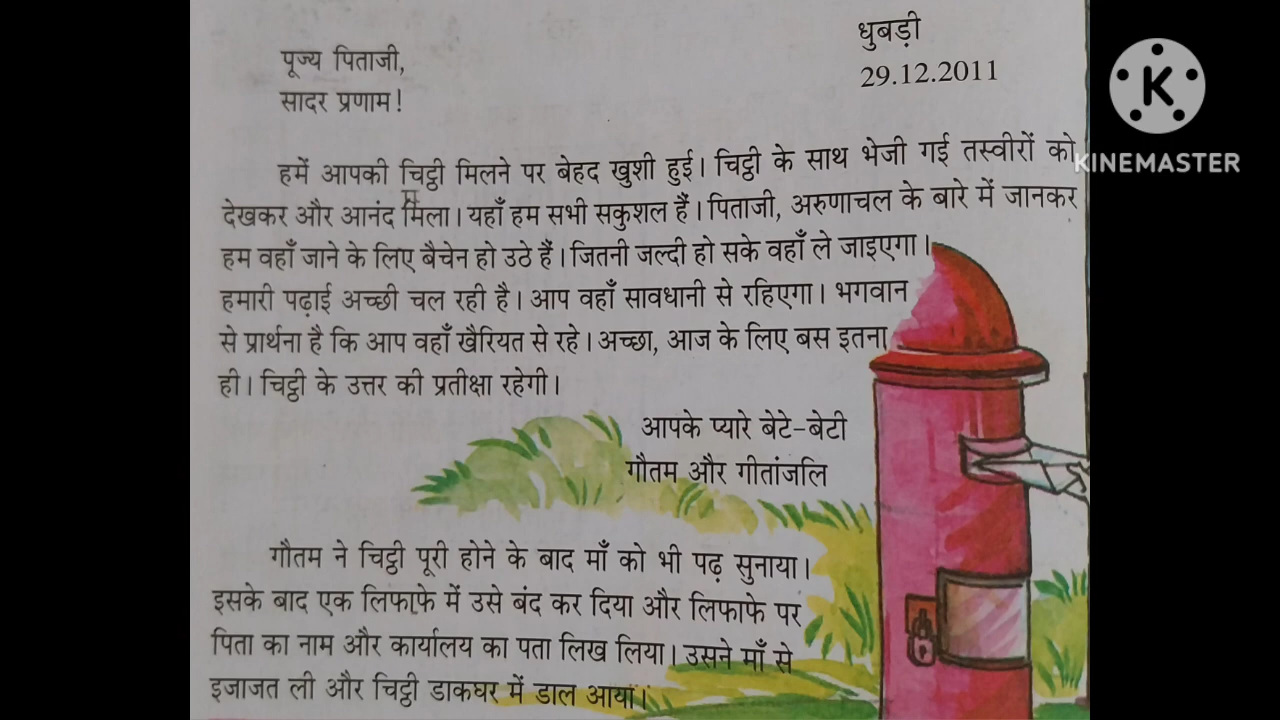 धुबड़ी
29.12.2011
पूज्य पिताजी,
सादर प्रणाम!
हमें आपकी चिट्ठी मिलने पर बेहद खुशी हुई। चिट्ठी के साथ भेजी गई तस्वीरों को
देखकर और आनंद मिला। यहाँ हम सभी सकुशल हैं। पिताजी, अरुणाचल के बारे में जानकर
हम वहाँ जाने के लिए बैचेन हो उठे हैं। जितनी जल्दी हो सके वहाँ ले जाइएगा।
हमारी पढ़ाई अच्छी चल रही है। आप वहाँ सावधानी से रहिएगा। भगवान
से प्रार्थना है कि आप वहाँ खैरियत से रहे। अच्छा, आज के लिए बस इतना
ही। चिट्ठी के उत्तर की प्रतीक्षा रहेगी।
आपके प्यारे बेटे-बेटी
गौतम और गीतांजलि
गौतम ने चिट्ठी पूरी होने के बाद माँ को भी पढ़ सुनाया।
इसके बाद एक लिफाफे में उसे बंद कर दिया और लिफाफे पर
पिता का नाम और कार्यालय का पता लिख लिया। उसने माँ से
इजाजत ली और चिट्ठी डाकघर में डाल आया।
K
KINEMASTER